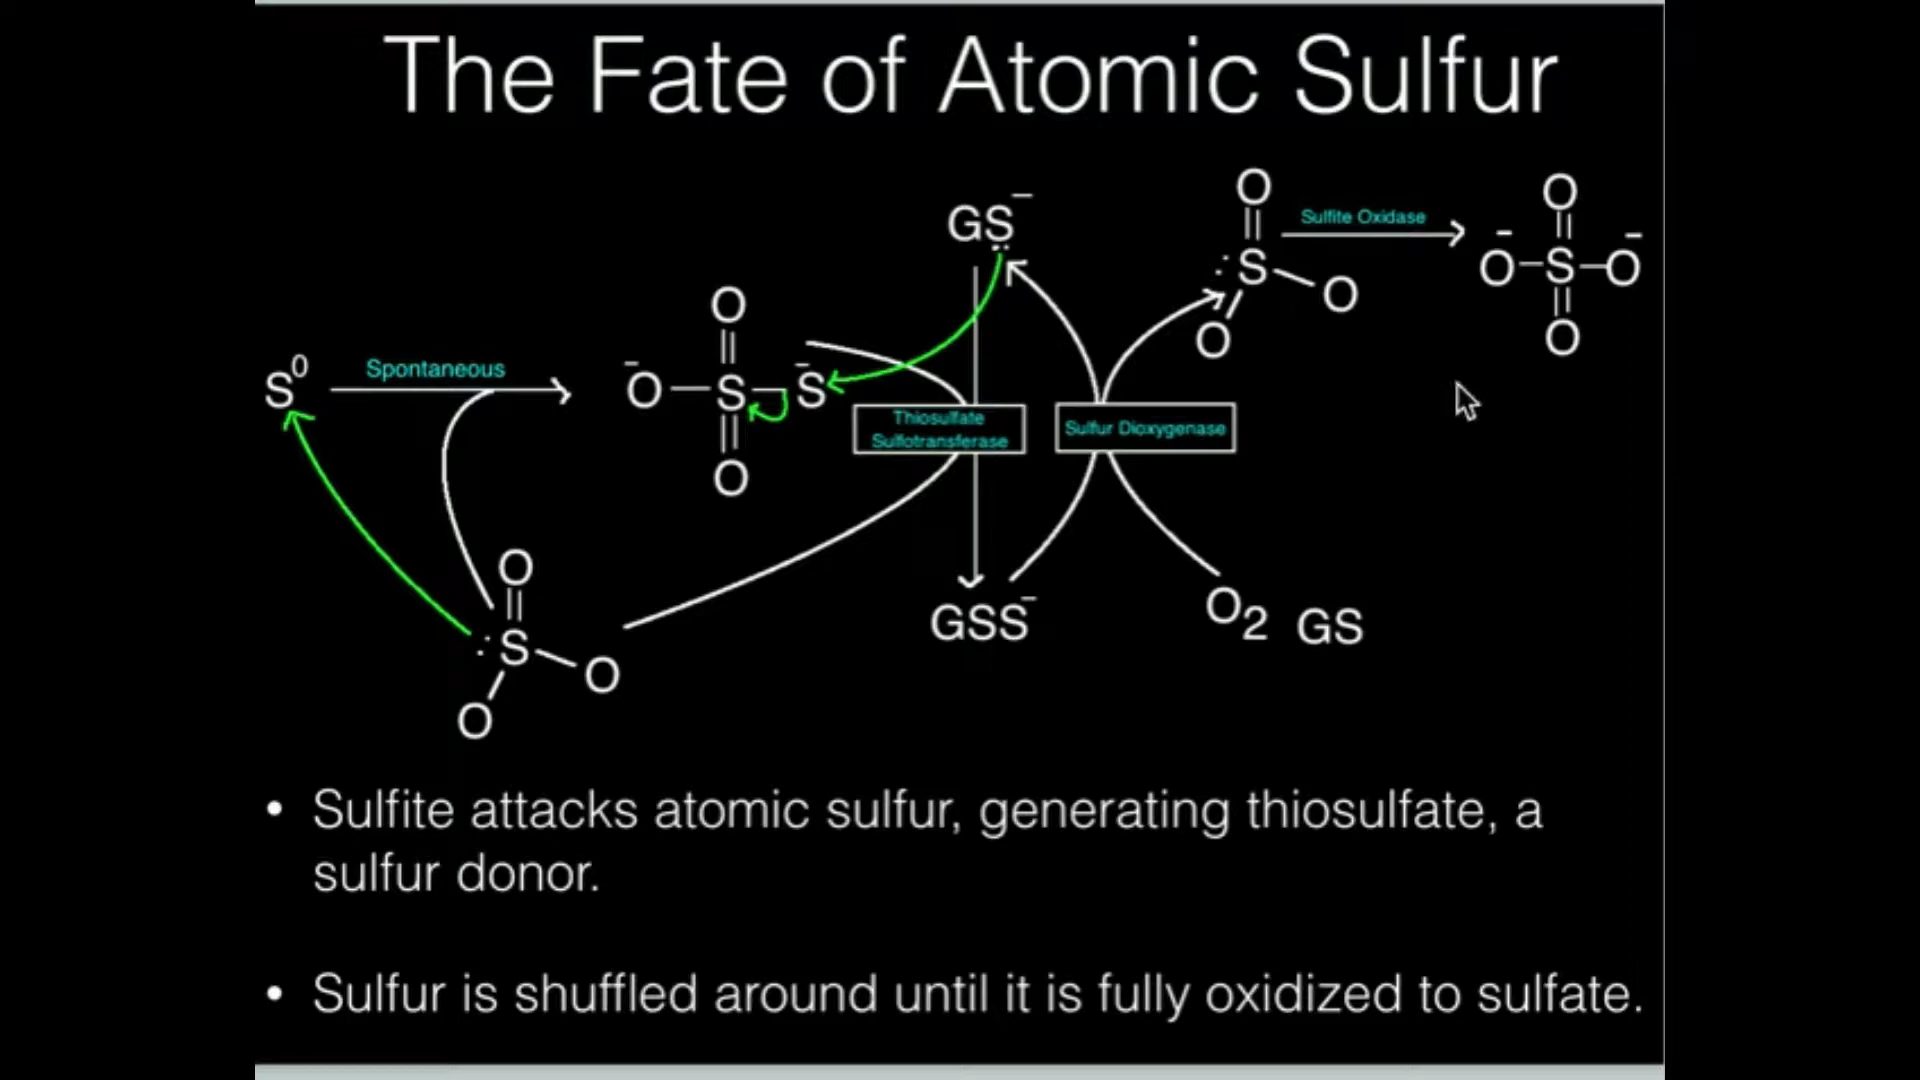 The Fate of Atomic Sulfur
GS⁻
O
O
Sulfite Oxidase
:S
O
⁻O–S–O⁻
O
O
O
S⁰
Spontaneous
⁻O–S–S⁻
O
Thiosulfate
Sulfotransferase
Sulfur Dioxygenase
O
:S
O
O
GSS⁻
O₂
GS
• Sulfite attacks atomic sulfur, generating thiosulfate, a
sulfur donor.
• Sulfur is shuffled around until it is fully oxidized to sulfate.